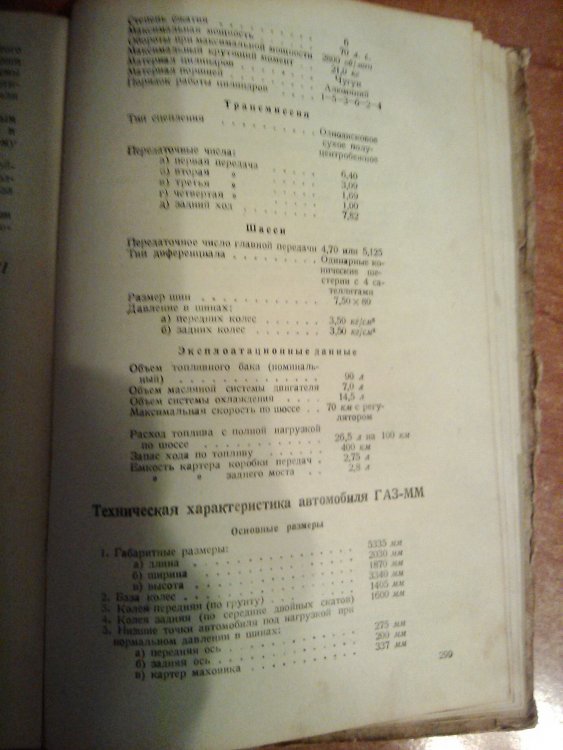 Степень сжатия . . . . . . . 6
Максимальная мощность . . . . 70 л. с.
Обороты при максимальной мощности 2800 об/мин
Максимальный крутящий момент . 21,0 кг
Материал цилиндров . . . . . Чугун
Материал поршней . . . . . Алюминий
Порядок работы цилиндров . . 1—5—3—6—2—4
Трансмиссия
Тип сцепления . . . . . . . . Однодисковое
сухое полу-
центробежное
Передаточные числа:
а) первая передача . . . . . 6,40
б) вторая „ . . . . . 3,09
в) третья „ . . . . . 1,69
г) четвертая „ . . . . . 1,00
д) задний ход . . . . . 7,82
Шасси
Передаточное число главной передачи 4,70 или 5,125
Тип диференциала . . . . . . . . Одинарные ко-
нические ше-
стерни с 4 са-
теллитами
Размер шин . . . . . . . . . . 7,50×20
Давление в шинах:
а) передних колес . . . . . . 3,50 кг/см²
б) задних колес . . . . . . . 3,50 кг/см²
Эксплоатационные данные
Объем топливного бака (номиналь-
ный) . . . . . . . . . . . . 90 л
Объем масляной системы двигателя 7,0 л
Объем системы охлаждения . . . . 14,5 л
Максимальная скорость по шоссе . . 70 км с регу-
лятором
Расход топлива с полной нагрузкой
по шоссе . . . . . . . . . . . 26,5 л на 100 км
Запас хода по топливу . . . . . . 400 км
Емкость картера коробки передач . 2,75 л
„ „ заднего моста . . 2,8 л
Техническая характеристика автомобиля ГАЗ-ММ
Основные размеры
1. Габаритные размеры:
а) длина . . . . . . . . . . . 5335 мм
б) ширина . . . . . . . . . . 2030 мм
в) высота . . . . . . . . . . 1870 мм
2. База колес . . . . . . . . . . 3340 мм
3. Колея передняя (по грунту) . . . . 1405 мм
4. Колея задняя (по середине двойных скатов) 1600 мм
5. Низшие точки автомобиля под нагрузкой при
нормальном давлении в шинах:
а) передняя ось . . . . . . . . 275 мм
б) задняя ось . . . . . . . . . 200 мм
в) картер маховика . . . . . . . 337 мм
299